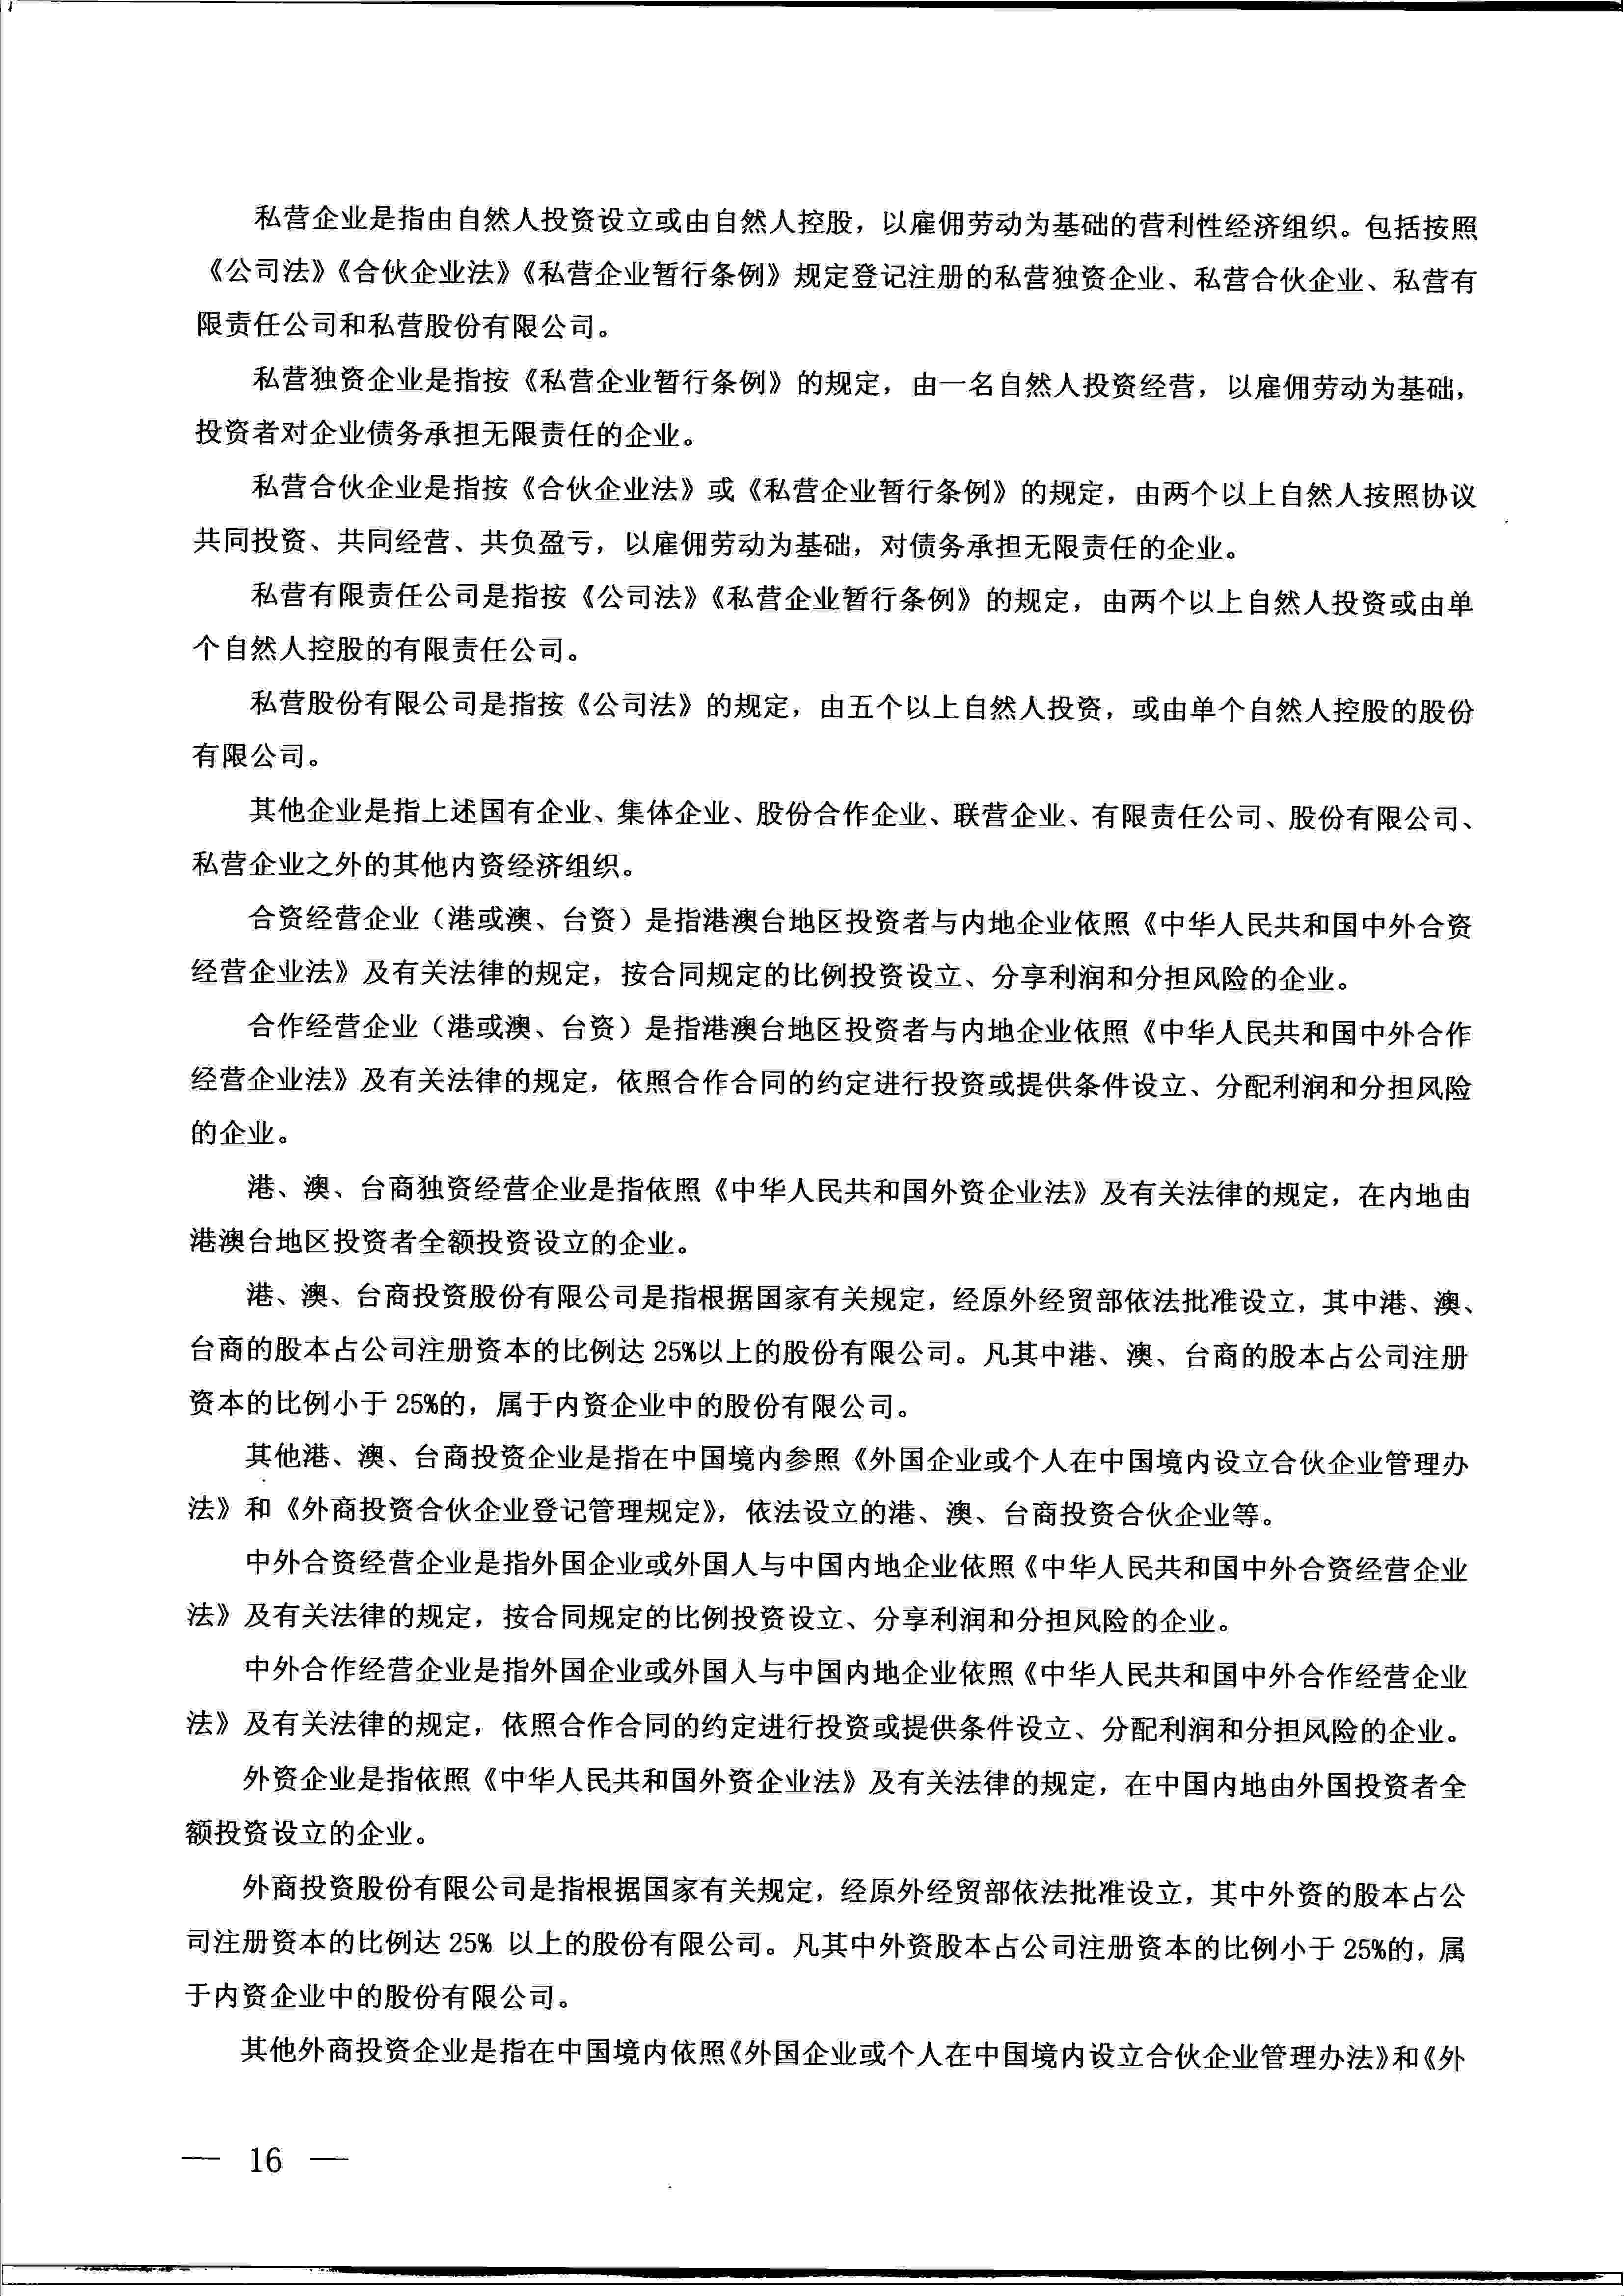 私营企业是指由自然人投资设立或由自然人控股，以雇佣劳动为基础的营利性经济组织。包括按照
《公司法》《合伙企业法》《私营企业暂行条例》规定登记注册的私营独资企业、私营合伙企业、私营有
限责任公司和私营股份有限公司。
私营独资企业是指按《私营企业暂行条例》的规定，由一名自然人投资经营，以雇佣劳动为基础，
投资者对企业债务承担无限责任的企业。
私营合伙企业是指按《合伙企业法》或《私营企业暂行条例》的规定，由两个以上自然人按照协议
共同投资、共同经营、共负盈亏，以雇佣劳动为基础，对债务承担无限责任的企业。
私营有限责任公司是指按《公司法》《私营企业暂行条例》的规定，由两个以上自然人投资或由单
个自然人控股的有限责任公司。
私营股份有限公司是指按《公司法》的规定，由五个以上自然人投资，或由单个自然人控股的股份
有限公司。
其他企业是指上述国有企业、集体企业、股份合作企业、联营企业、有限责任公司、股份有限公司、
私营企业之外的其他内资经济组织。
合资经营企业（港或澳、台资）是指港澳台地区投资者与内地企业依照《中华人民共和国中外合资
经营企业法》及有关法律的规定，按合同规定的比例投资设立、分享利润和分担风险的企业。
合作经营企业（港或澳、台资）是指港澳台地区投资者与内地企业依照《中华人民共和国中外合作
经营企业法》及有关法律的规定，依照合作合同的约定进行投资或提供条件设立、分配利润和分担风险
的企业。
港、澳、台商独资经营企业是指依照《中华人民共和国外资企业法》及有关法律的规定，在内地由
港澳台地区投资者全额投资设立的企业。
港、澳、台商投资股份有限公司是指根据国家有关规定，经原外经贸部依法批准设立，其中港、澳、
台商的股本占公司注册资本的比例达 25%以上的股份有限公司。凡其中港、澳、台商的股本占公司注册
资本的比例小于 25%的，属于内资企业中的股份有限公司。
其他港、澳、台商投资企业是指在中国境内参照《外国企业或个人在中国境内设立合伙企业管理办
法》和《外商投资合伙企业登记管理规定》，依法设立的港、澳、台商投资合伙企业等。
中外合资经营企业是指外国企业或外国人与中国内地企业依照《中华人民共和国中外合资经营企业
法》及有关法律的规定，按合同规定的比例投资设立、分享利润和分担风险的企业。
中外合作经营企业是指外国企业或外国人与中国内地企业依照《中华人民共和国中外合作经营企业
法》及有关法律的规定，依照合作合同的约定进行投资或提供条件设立、分配利润和分担风险的企业。
外资企业是指依照《中华人民共和国外资企业法》及有关法律的规定，在中国内地由外国投资者全
额投资设立的企业。
外商投资股份有限公司是指根据国家有关规定，经原外经贸部依法批准设立，其中外资的股本占公
司注册资本的比例达 25% 以上的股份有限公司。凡其中外资股本占公司注册资本的比例小于 25%的，属
于内资企业中的股份有限公司。
其他外商投资企业是指在中国境内依照《外国企业或个人在中国境内设立合伙企业管理办法》和《外
— 16 —